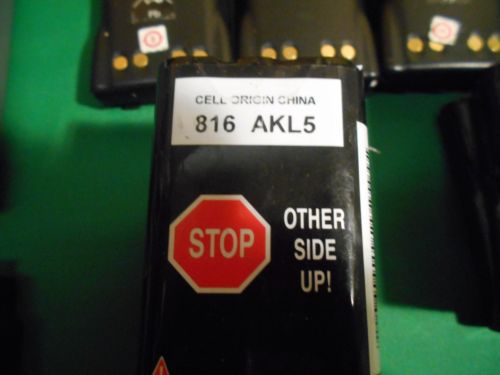 CELL ORIGIN CHINA
816 AKL5
STOP
OTHER
SIDE
UP!